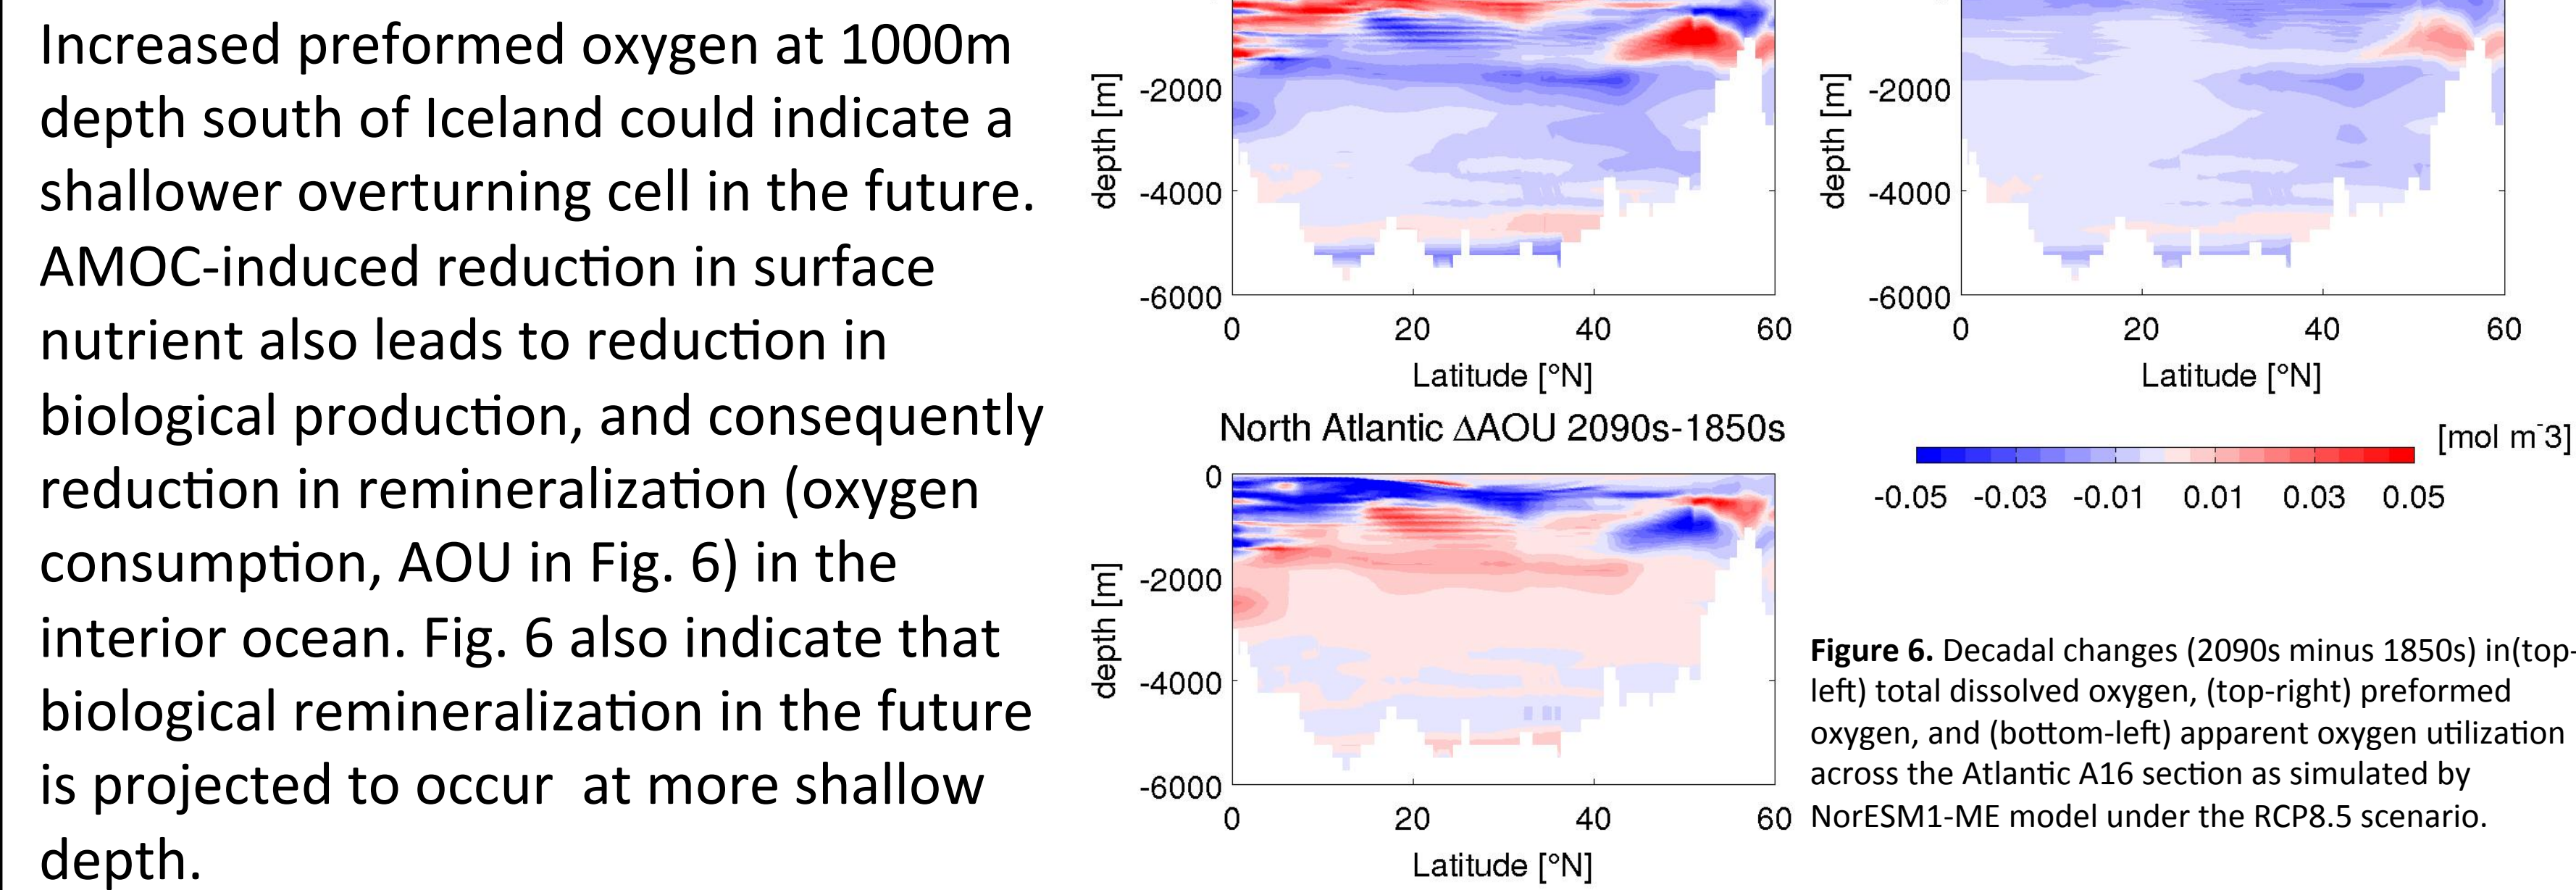 Increased preformed oxygen at 1000m
depth south of Iceland could indicate a
shallower overturning cell in the future.
AMOC-induced reduction in surface
nutrient also leads to reduction in
biological production, and consequently
reduction in remineralization (oxygen
consumption, AOU in Fig. 6) in the
interior ocean. Fig. 6 also indicate that
biological remineralization in the future
is projected to occur  at more shallow
depth.
depth [m]
-2000
-4000
-6000
0 20 40 60
Latitude [°N]
depth [m]
-2000
-4000
-6000
0 20 40 60
Latitude [°N]
North Atlantic ΔAOU 2090s-1850s
depth [m]
0
-2000
-4000
-6000
0 20 40 60
Latitude [°N]
[mol m-3]
-0.05 -0.03 -0.01 0.01 0.03 0.05
Figure 6. Decadal changes (2090s minus 1850s) in(top-
left) total dissolved oxygen, (top-right) preformed
oxygen, and (bottom-left) apparent oxygen utilization
across the Atlantic A16 section as simulated by
NorESM1-ME model under the RCP8.5 scenario.